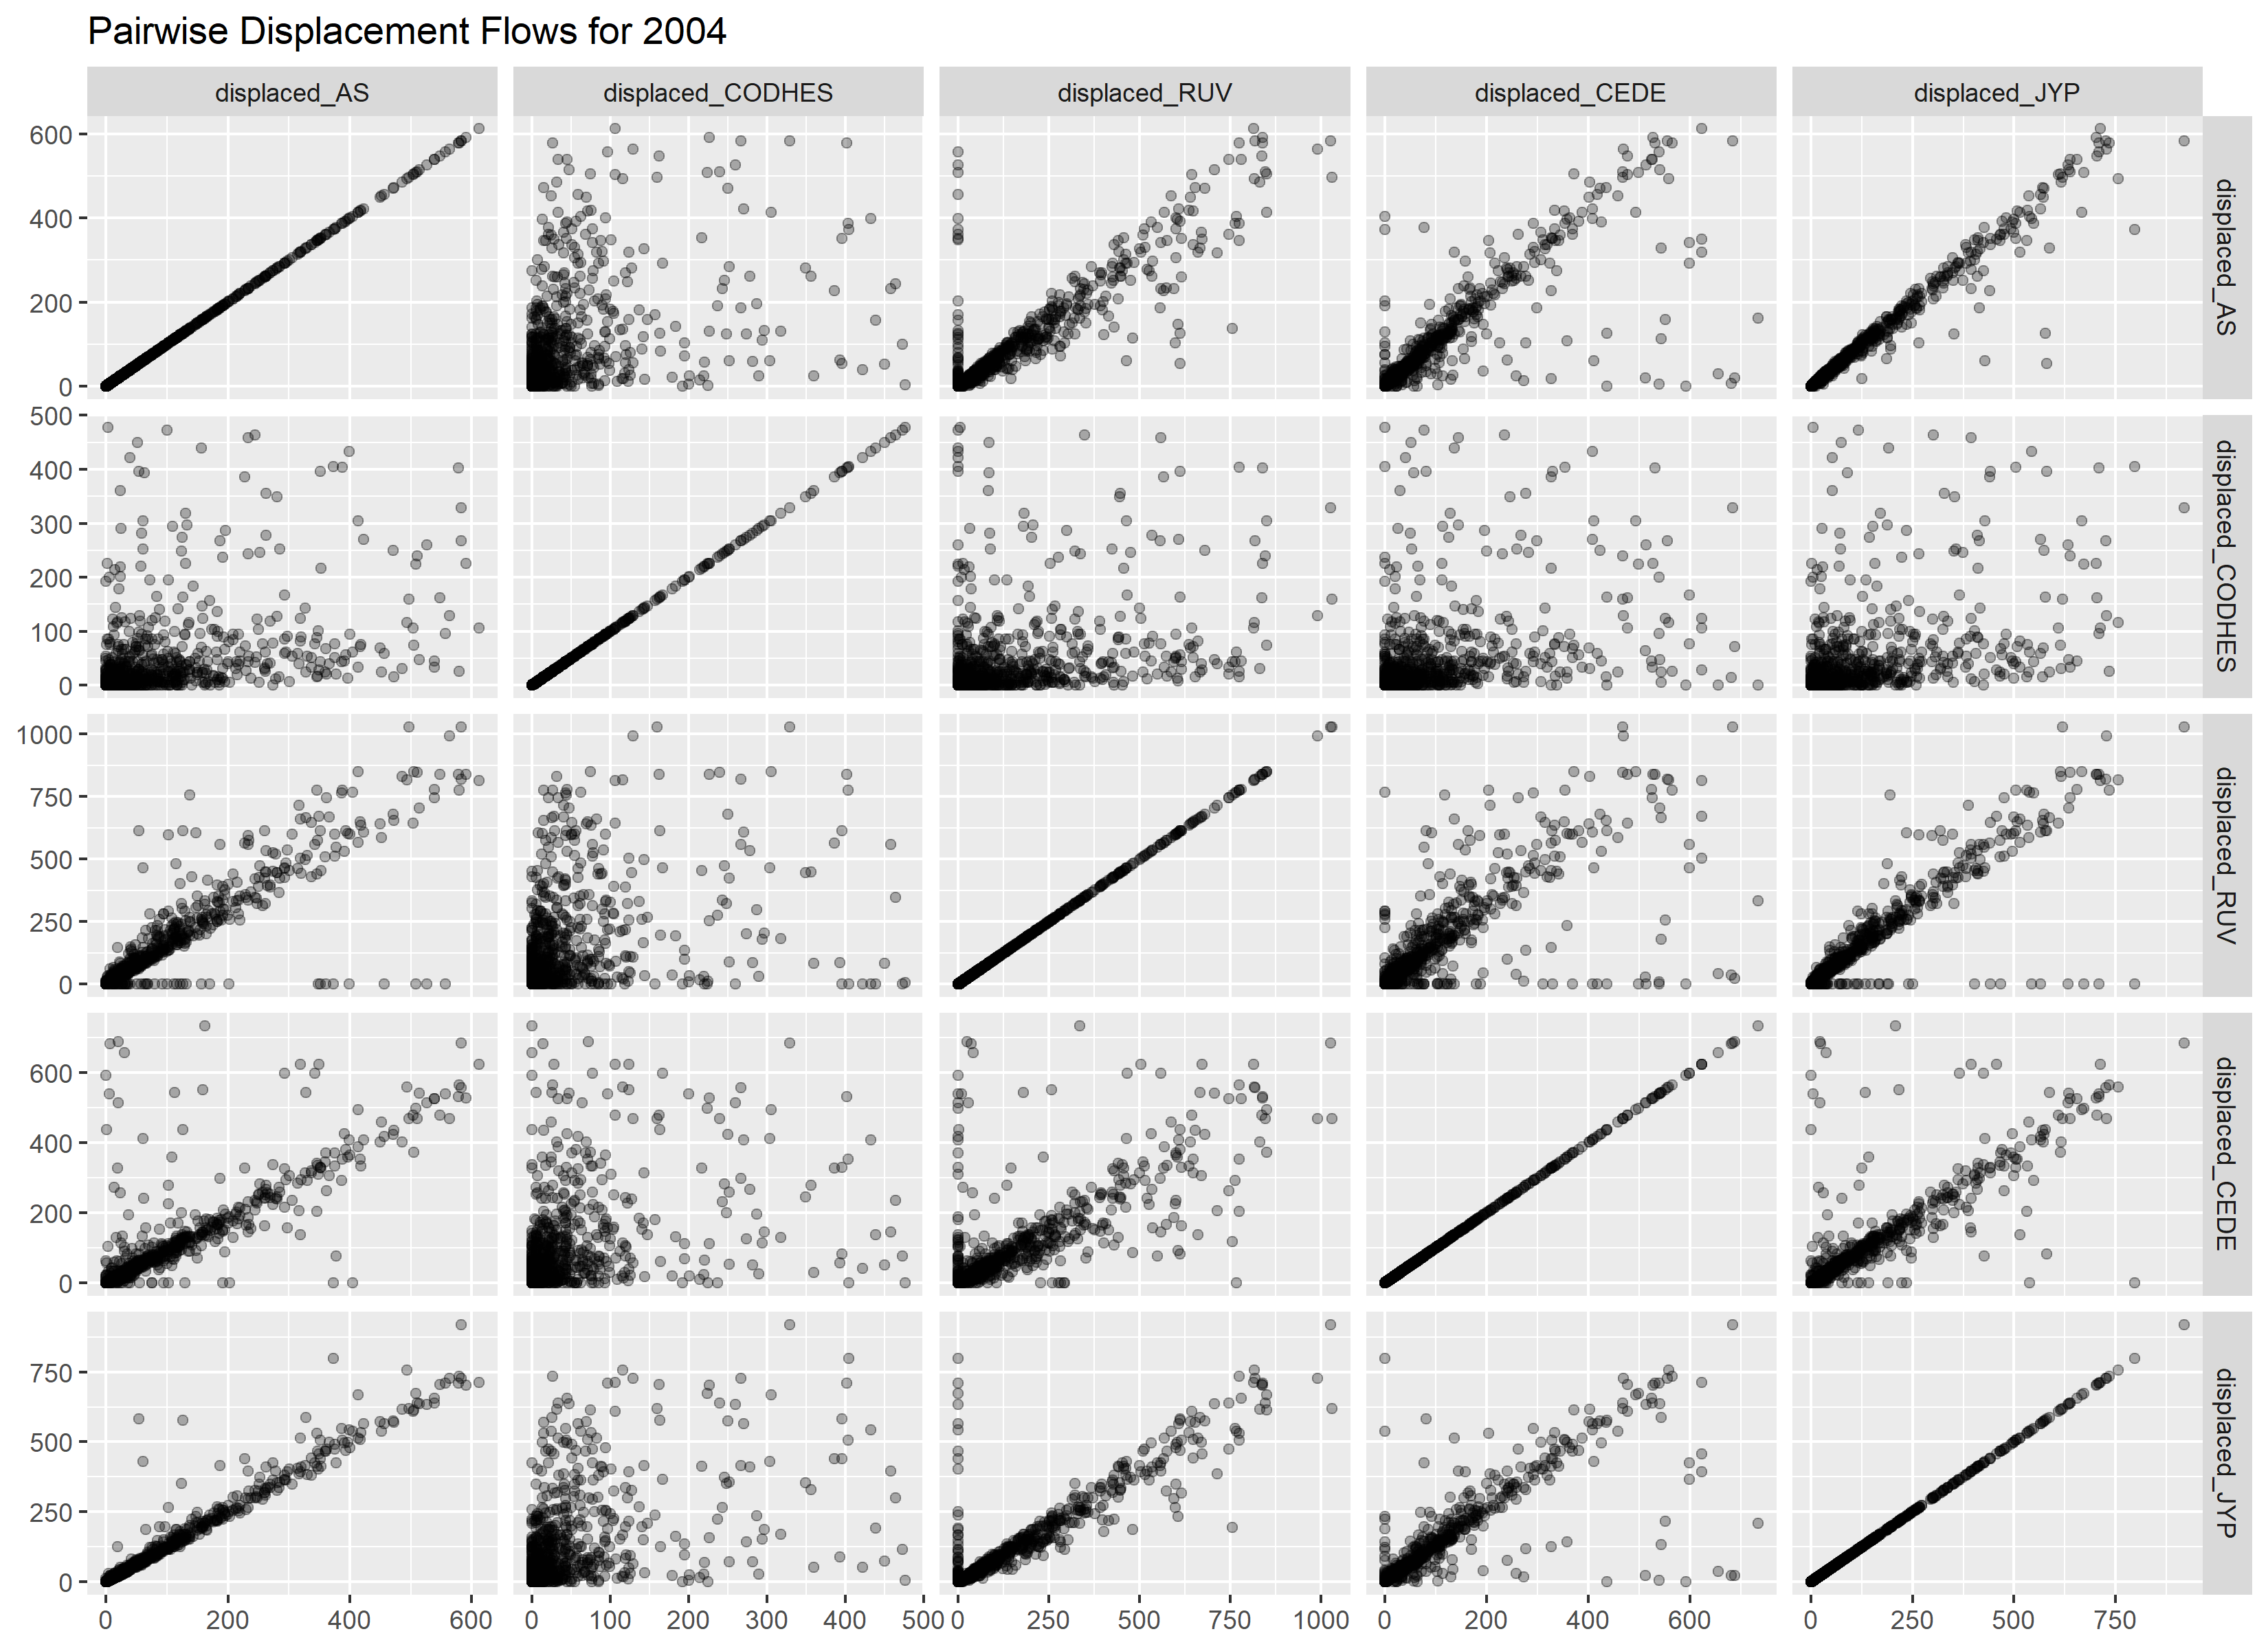 Pairwise Displacement Flows for 2004
displaced_AS displaced_CODHES displaced_RUV displaced_CEDE displaced_JYP
600
400
200
0
displaced_AS
500
400
300
200
100
0
displaced_CODHES
1000
750
500
250
0
displaced_RUV
600
400
200
0
displaced_CEDE
750
500
250
0
displaced_JYP
0 200 400 600 0 100 200 300 400 500 0 250 500 750 1000 0 200 400 600 0 250 500 750